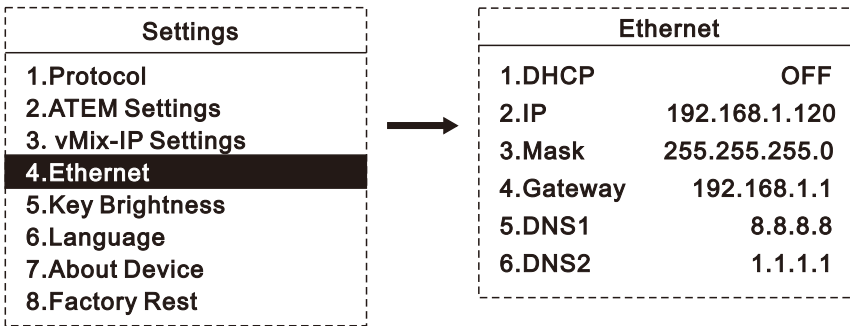 Settings
1.Protocol
2.ATEM Settings
3. vMix-IP Settings
4.Ethernet
5.Key Brightness
6.Language
7.About Device
8.Factory Rest
Ethernet
1.DHCP OFF
2.IP 192.168.1.120
3.Mask 255.255.255.0
4.Gateway 192.168.1.1
5.DNS1 8.8.8.8
6.DNS2 1.1.1.1